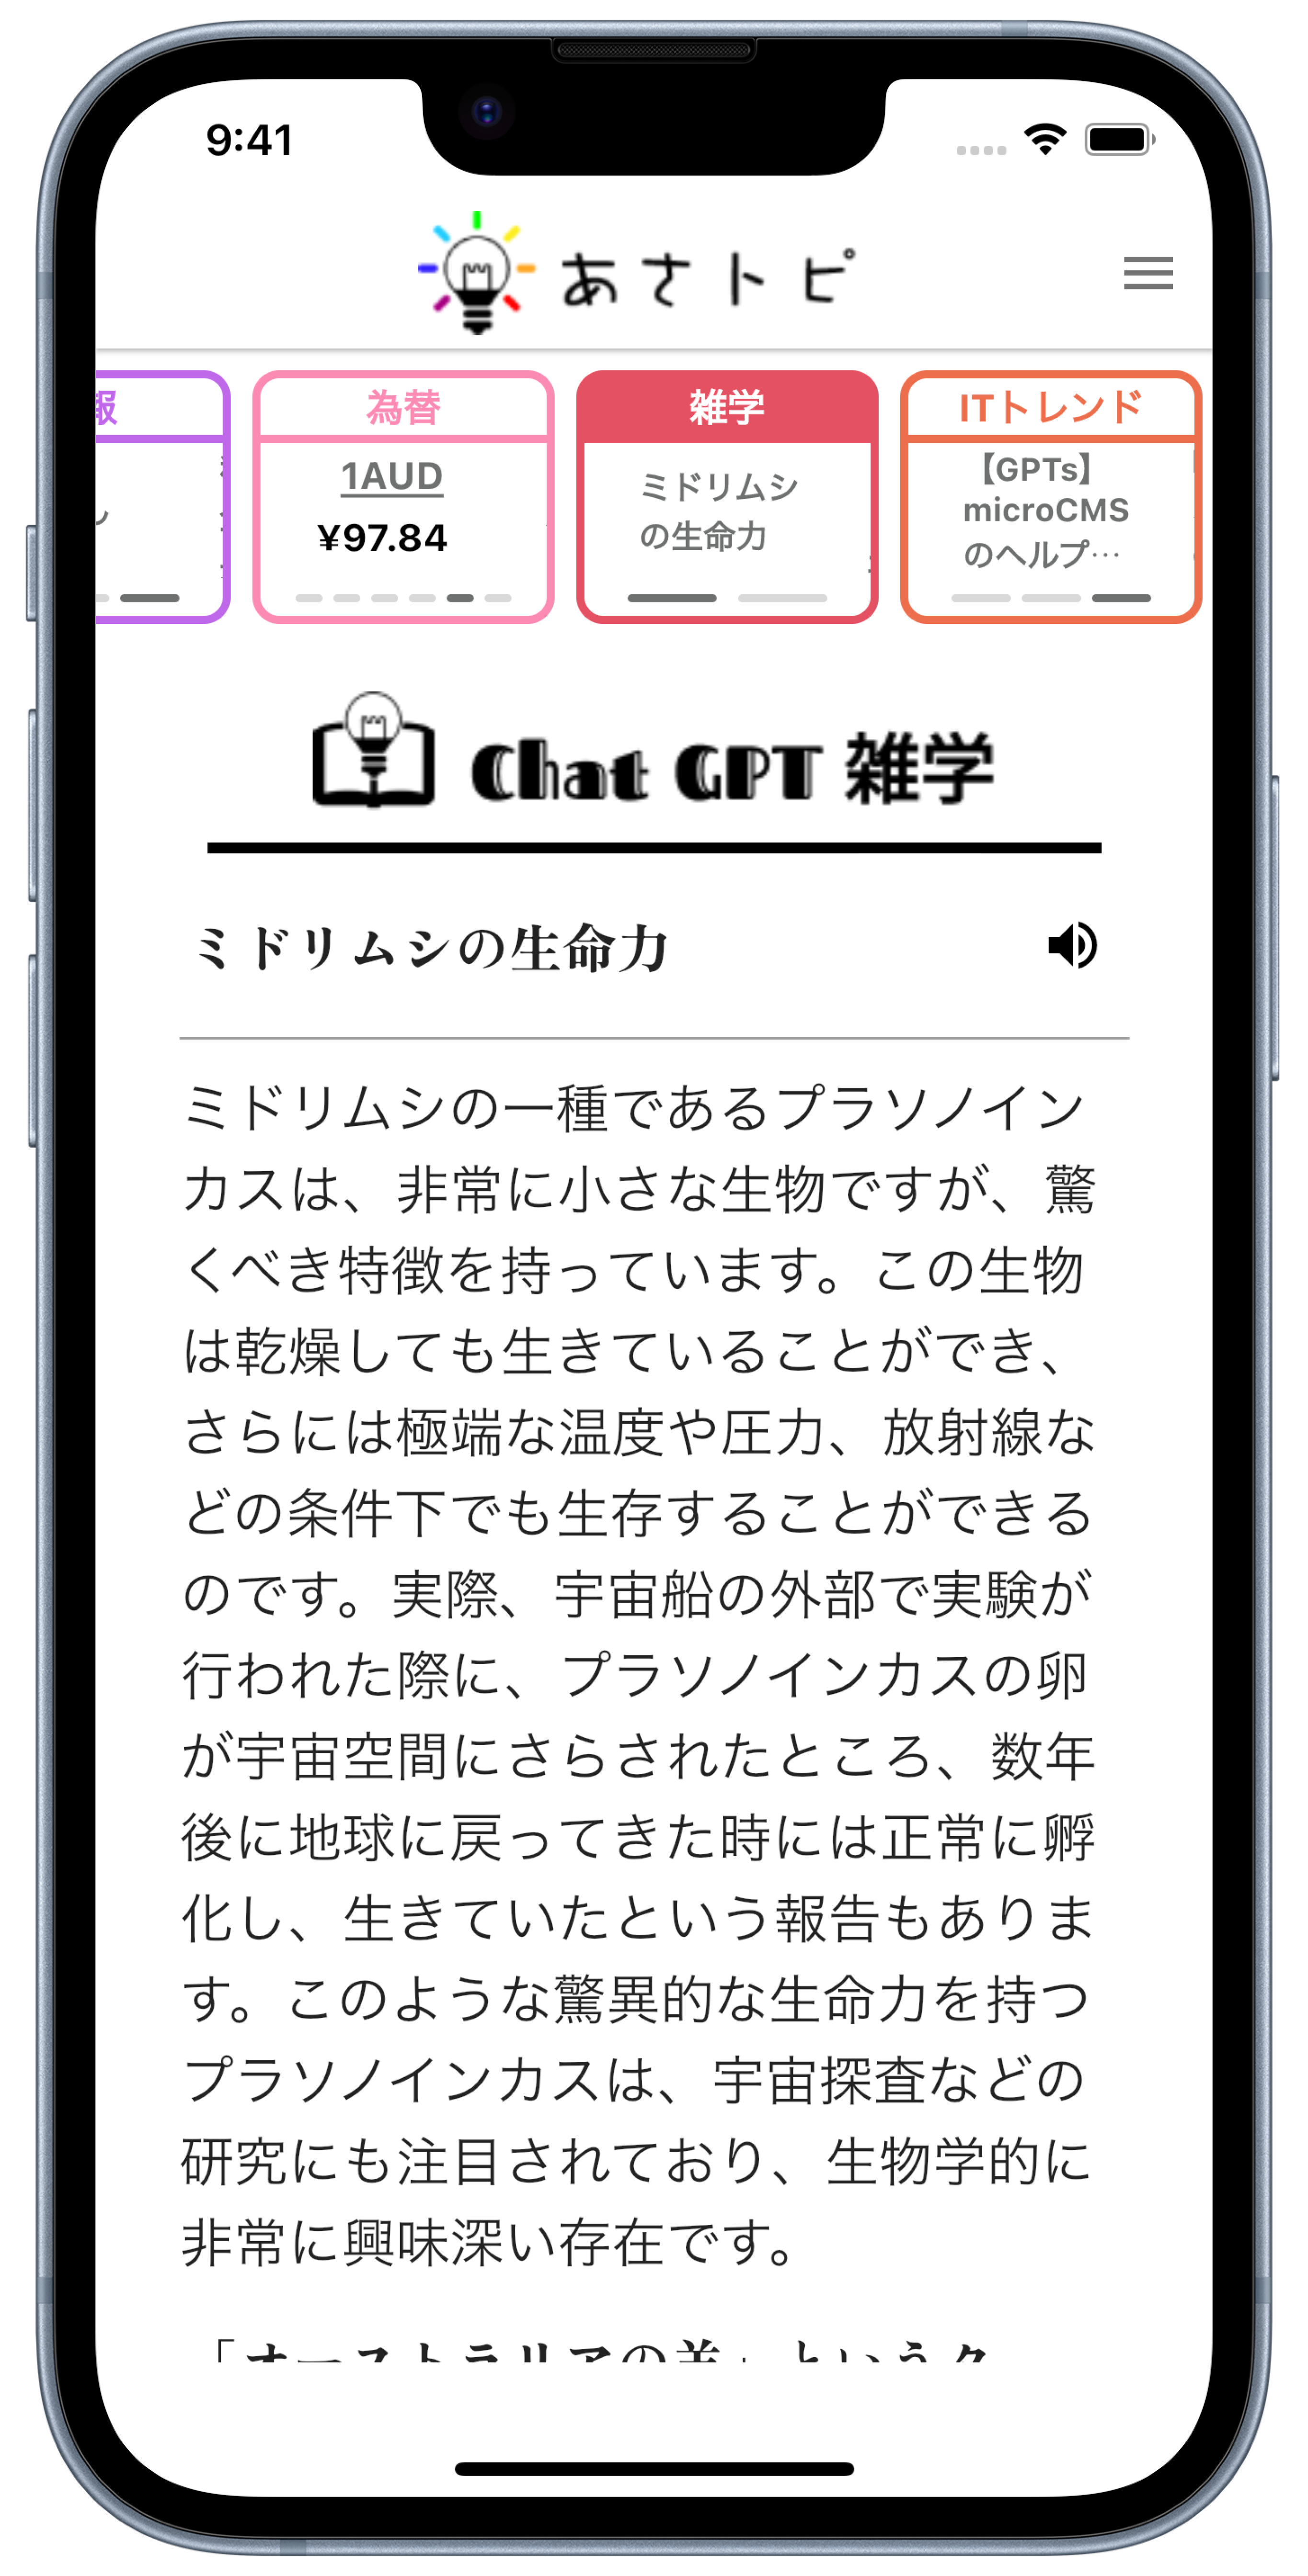 9:41
あさトピ
報
為替
雑学
ITトレンド
1AUD
¥97.84
ミドリムシ
の生命力
【GPTs】
microCMS
のヘルプ…
Chat GPT 雑学
ミドリムシの生命力
ミドリムシの一種であるプラソノイン
カスは、非常に小さな生物ですが、驚
くべき特徴を持っています。この生物
は乾燥しても生きていることができ、
さらには極端な温度や圧力、放射線な
どの条件下でも生存することができる
のです。実際、宇宙船の外部で実験が
行われた際に、プラソノインカスの卵
が宇宙空間にさらされたところ、数年
後に地球に戻ってきた時には正常に孵
化し、生きていたという報告もありま
す。このような驚異的な生命力を持つ
プラソノインカスは、宇宙探査などの
研究にも注目されており、生物学的に
非常に興味深い存在です。
「オーストラリアの羊」というク